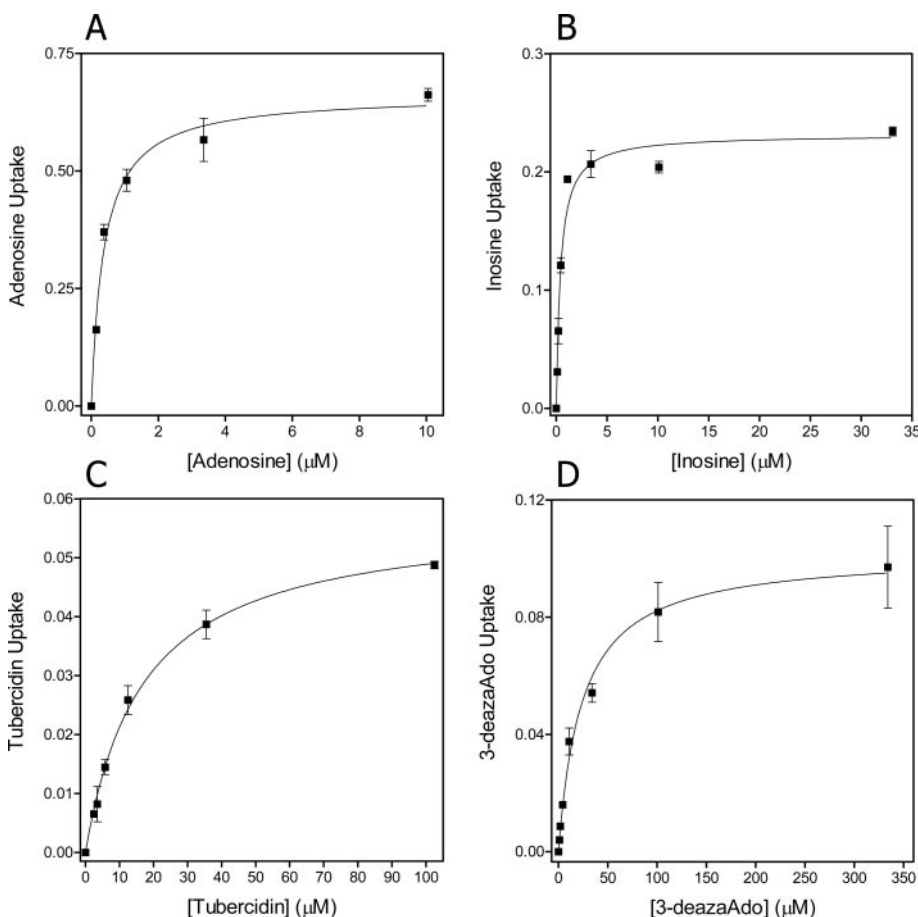 A
0.75
0.50
0.25
0.00
Adenosine Uptake
0 2 4 6 8 10
[Adenosine] (μM)
B
0.3
0.2
0.1
0.0
Inosine Uptake
0 5 10 15 20 25 30 35
[Inosine] (μM)
C
0.06
0.05
0.04
0.03
0.02
0.01
0.00
Tubercidin Uptake
0 10 20 30 40 50 60 70 80 90 100
[Tubercidin] (μM)
D
0.12
0.08
0.04
0.00
3-deazaAdo Uptake
0 50 100 150 200 250 300 350
[3-deazaAdo] (μM)